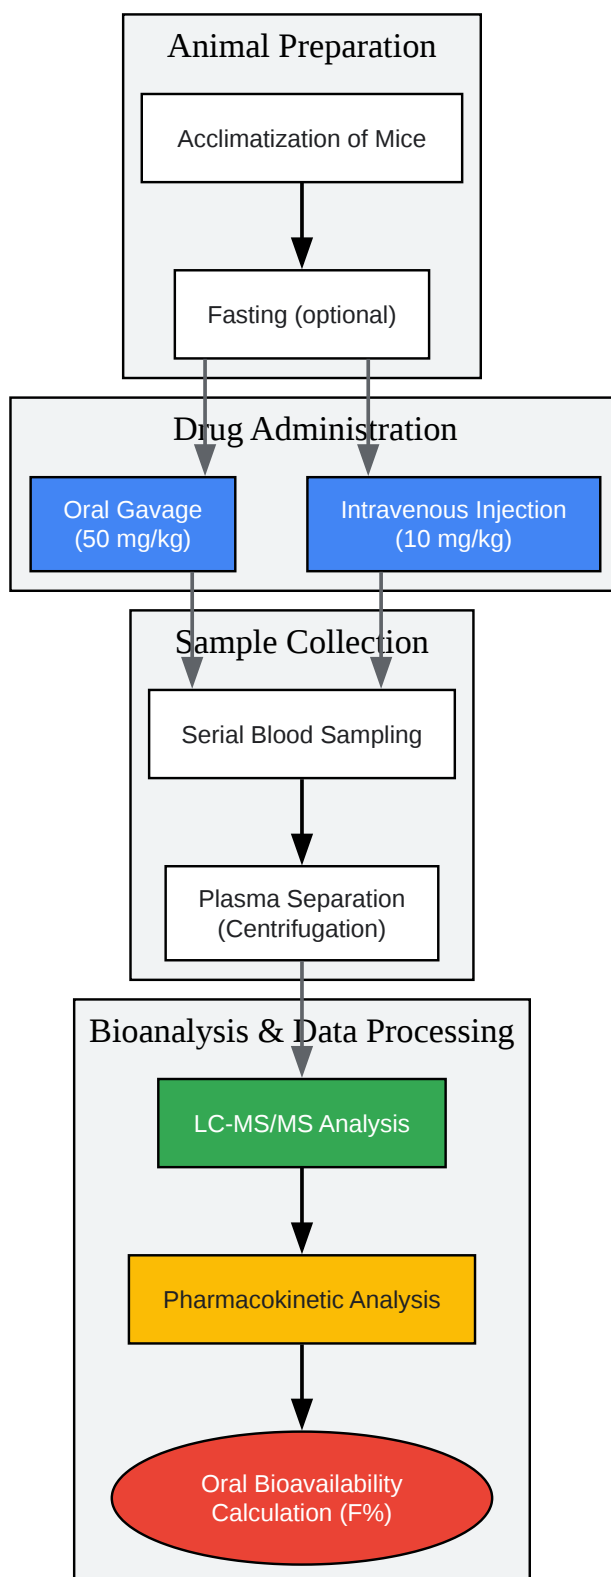 Animal Preparation
Acclimatization of Mice
Fasting (optional)
Drug Administration
Oral Gavage
(50 mg/kg)
Intravenous Injection
(10 mg/kg)
Sample Collection
Serial Blood Sampling
Plasma Separation
(Centrifugation)
Bioanalysis & Data Processing
LC-MS/MS Analysis
Pharmacokinetic Analysis
Oral Bioavailability
Calculation (F%)